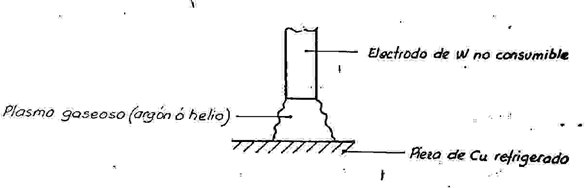 Electrodo de W no consumible
Plasma gaseoso (argón ó helio)
Pieza de Cu refrigerado